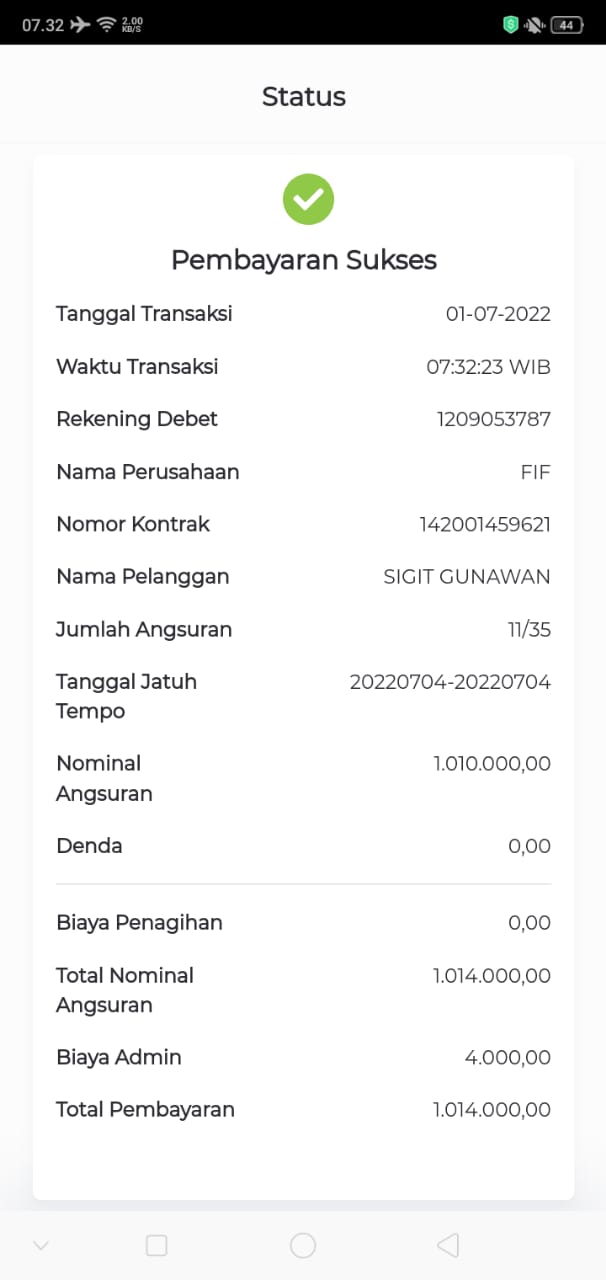 07.32 2.00 KB/S 44
Status
Pembayaran Sukses
Tanggal Transaksi 01-07-2022
Waktu Transaksi 07:32:23 WIB
Rekening Debet 1209053787
Nama Perusahaan FIF
Nomor Kontrak 142001459621
Nama Pelanggan SIGIT GUNAWAN
Jumlah Angsuran 11/35
Tanggal Jatuh 20220704-20220704
Tempo
Nominal 1.010.000,00
Angsuran
Denda 0,00
Biaya Penagihan 0,00
Total Nominal 1.014.000,00
Angsuran
Biaya Admin 4.000,00
Total Pembayaran 1.014.000,00